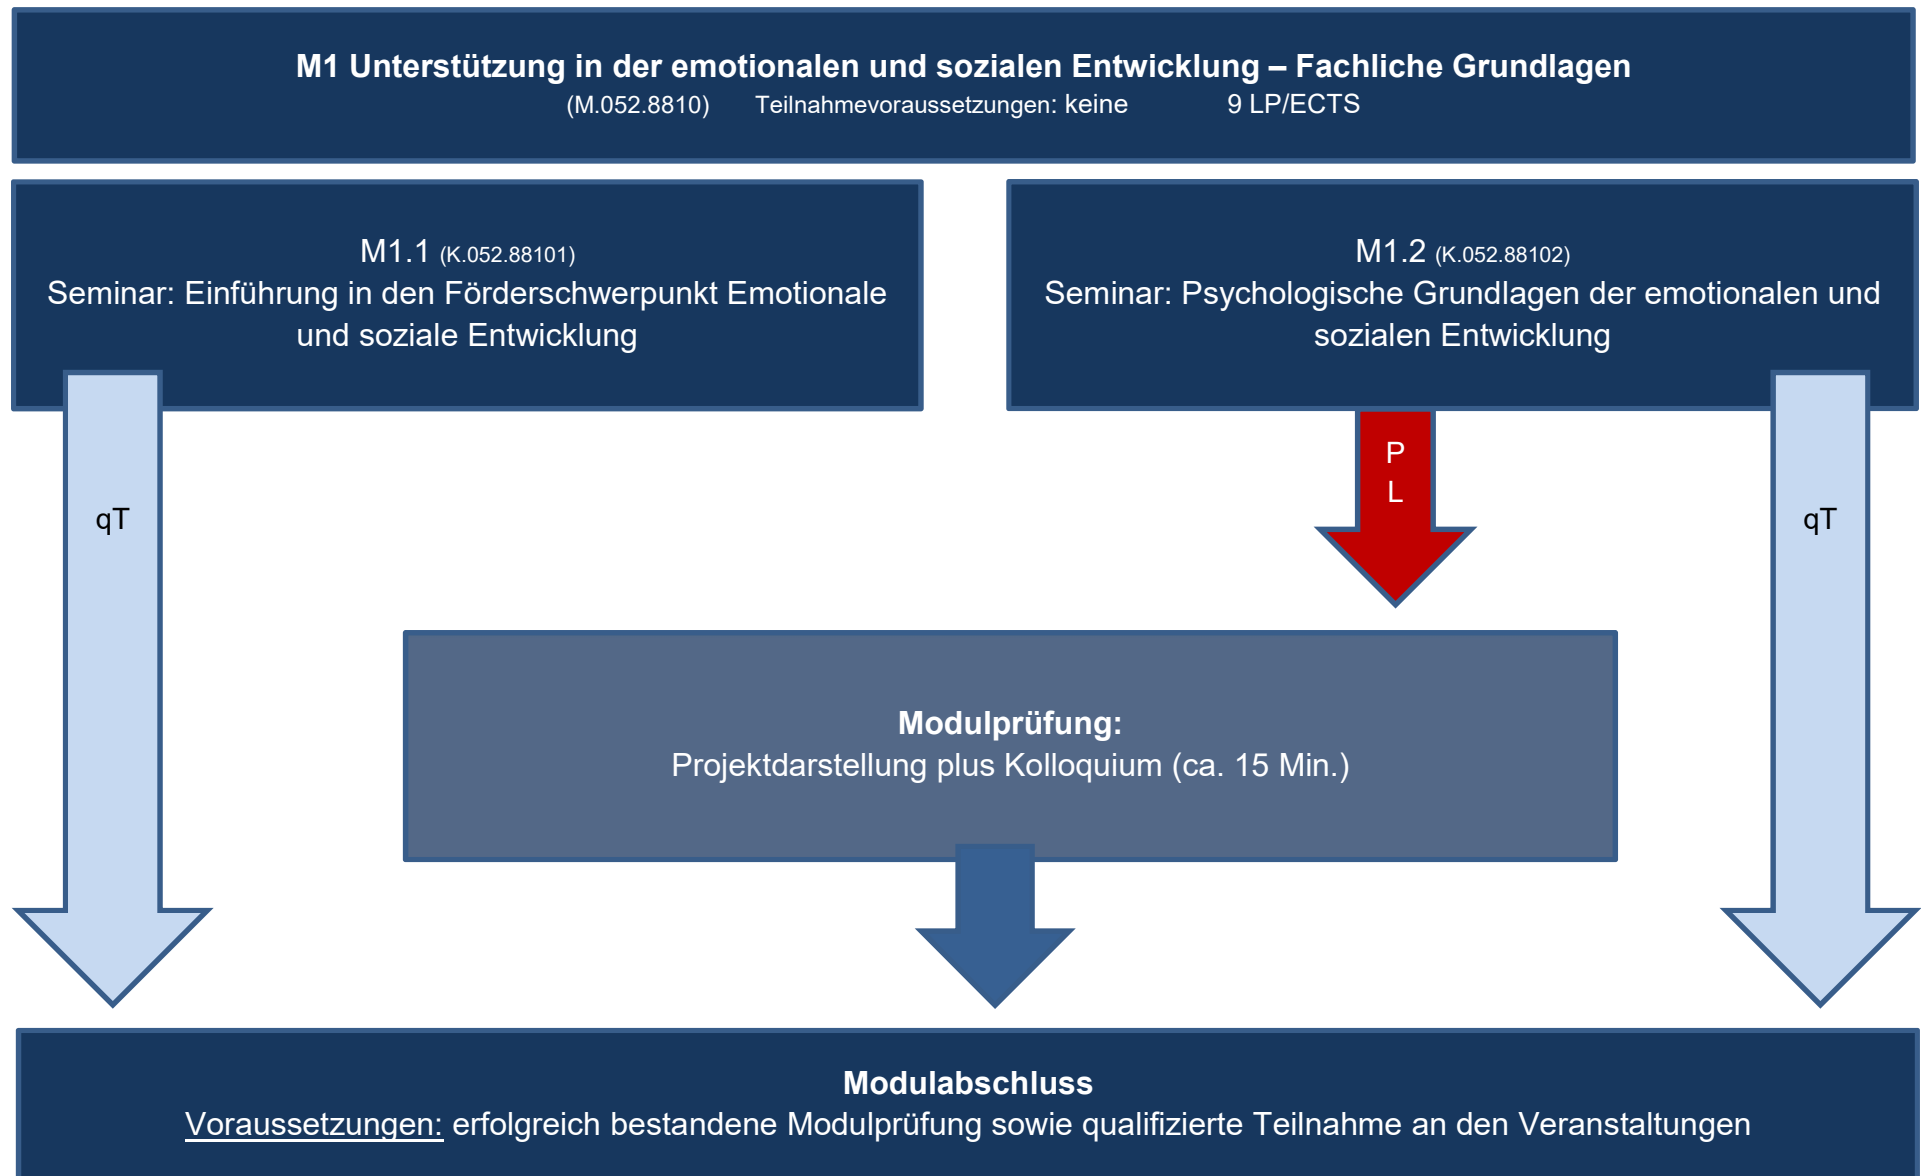 M1 Unterstützung in der emotionalen und sozialen Entwicklung – Fachliche Grundlagen
(M.052.8810) Teilnahmevoraussetzungen: keine 9 LP/ECTS
M1.1 (K.052.88101)
Seminar: Einführung in den Förderschwerpunkt Emotionale
und soziale Entwicklung
M1.2 (K.052.88102)
Seminar: Psychologische Grundlagen der emotionalen und
sozialen Entwicklung
qT
P
L
qT
Modulprüfung:
Projektdarstellung plus Kolloquium (ca. 15 Min.)
Modulabschluss
Voraussetzungen: erfolgreich bestandene Modulprüfung sowie qualifizierte Teilnahme an den Veranstaltungen